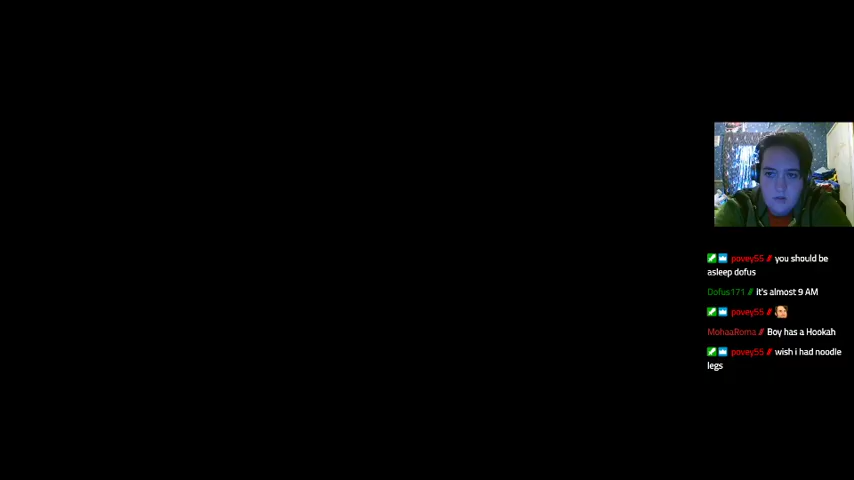 povey55 // you should be
asleep dofus
Dofus171 // it's almost 9 AM
povey55 //
MohaaRoma // Boy has a Hookah
povey55 // wish i had noodle
legs